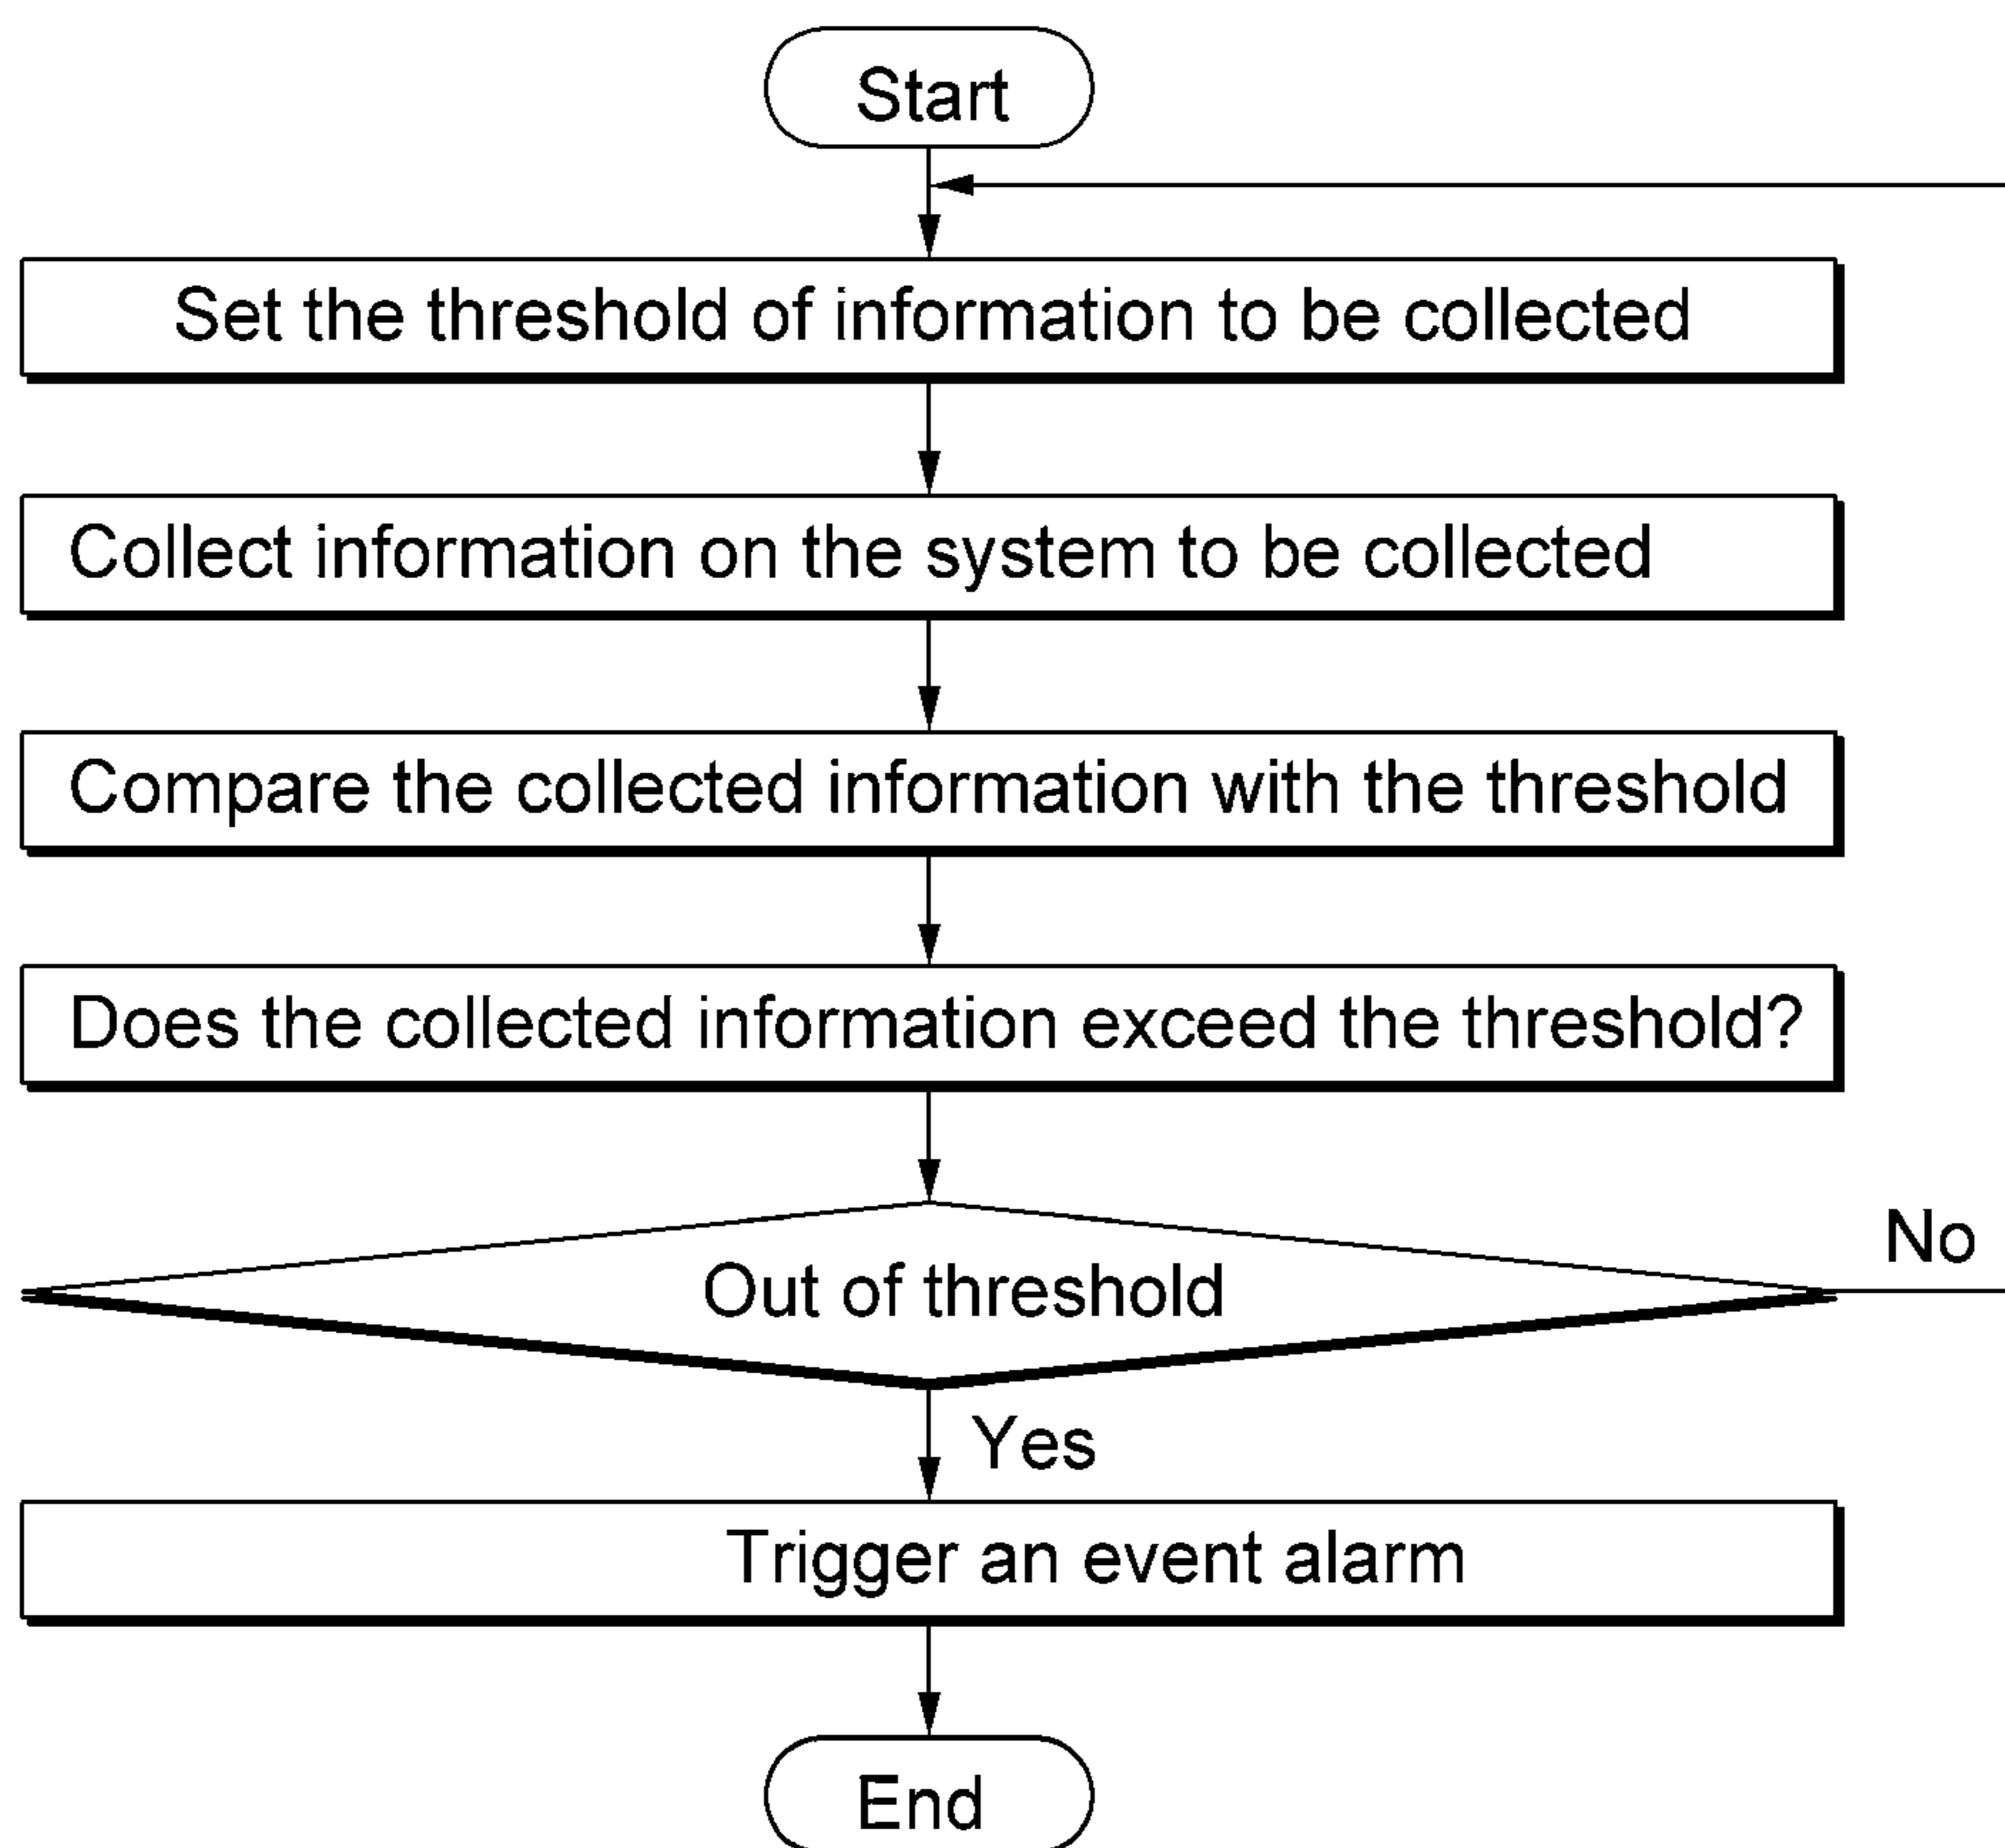 Start
Set the threshold of information to be collected
Collect information on the system to be collected
Compare the collected information with the threshold
Does the collected information exceed the threshold?
Out of threshold
No
Yes
Trigger an event alarm
End